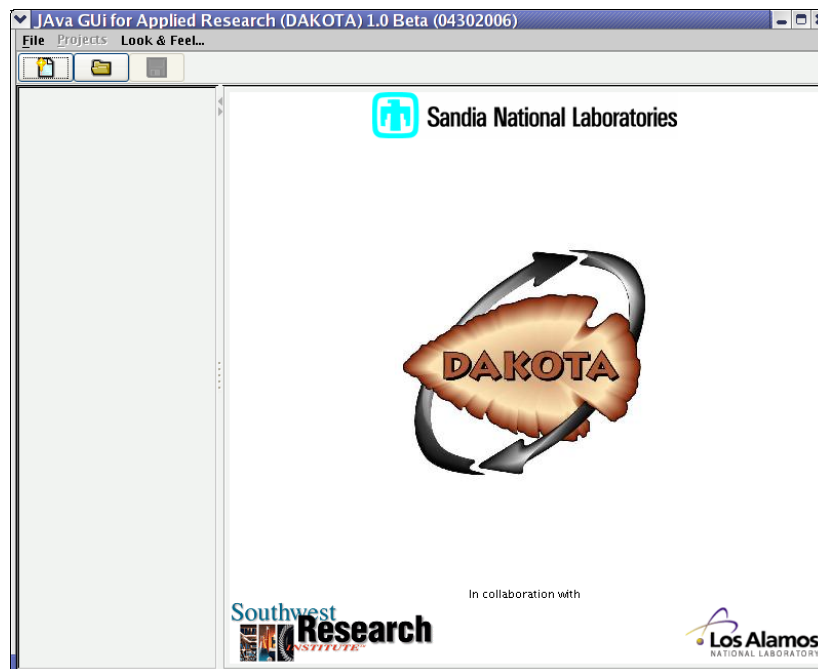 JAva GUi for Applied Research (DAKOTA) 1.0 Beta (04302006)
File Projects Look & Feel...
Sandia National Laboratories
DAKOTA
In collaboration with
Southwest
Research
INSTITUTE™
Los Alamos
NATIONAL LABORATORY